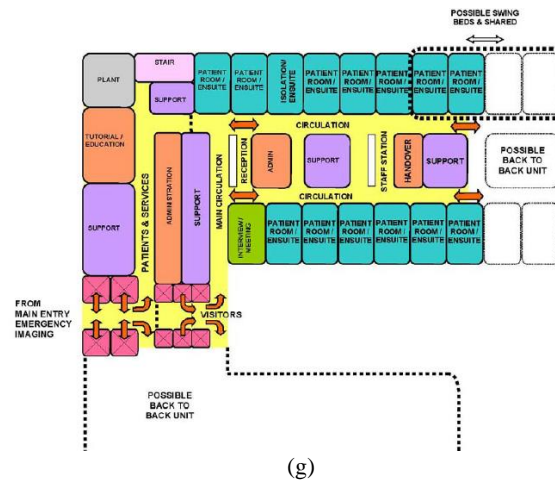 POSSIBLE SWING
BEDS & SHARED
PLANT
STAIR
SUPPORT
PATIENT
ROOM /
ENSUITE
PATIENT
ROOM /
ENSUITE
ISOLATION/
ENSUITE
PATIENT
ROOM /
ENSUITE
PATIENT
ROOM /
ENSUITE
PATIENT
ROOM /
ENSUITE
PATIENT
ROOM /
ENSUITE
PATIENT
ROOM /
ENSUITE
TUTORIAL /
EDUCATION
SUPPORT
PATIENTS & SERVICES
ADMINISTRATION
SUPPORT
MAIN CIRCULATION
CIRCULATION
RECEPTION
ADMIN
SUPPORT
STAFF STATION
HANDOVER
SUPPORT
POSSIBLE
BACK TO
BACK UNIT
CIRCULATION
INTERVIEW /
MEETING
PATIENT
ROOM /
ENSUITE
PATIENT
ROOM /
ENSUITE
PATIENT
ROOM /
ENSUITE
PATIENT
ROOM /
ENSUITE
PATIENT
ROOM /
ENSUITE
PATIENT
ROOM /
ENSUITE
FROM
MAIN ENTRY
EMERGENCY
IMAGING
VISITORS
POSSIBLE
BACK TO
BACK UNIT
(g)